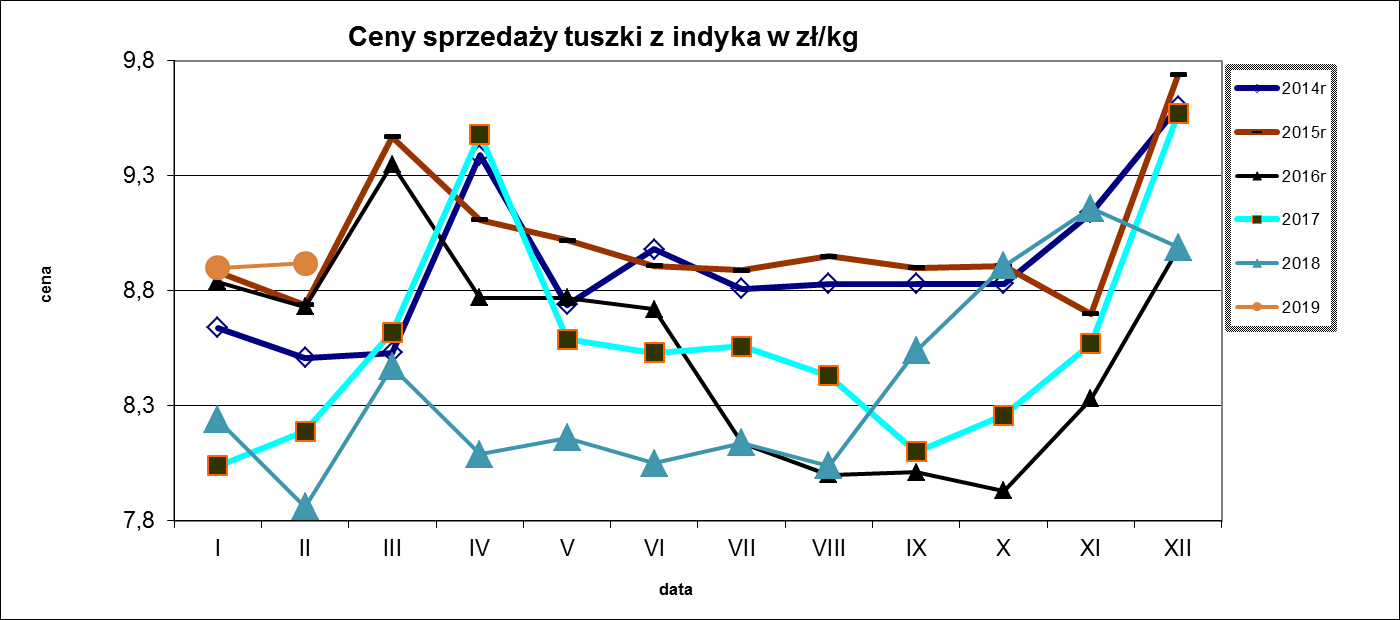 Ceny sprzedaży tuszki z indyka w zł/kg
9,8
9,3
8,8
8,3
7,8
cena
I II III IV V VI VII VIII IX X XI XII
data
2014r
2015r
2016r
2017
2018
2019